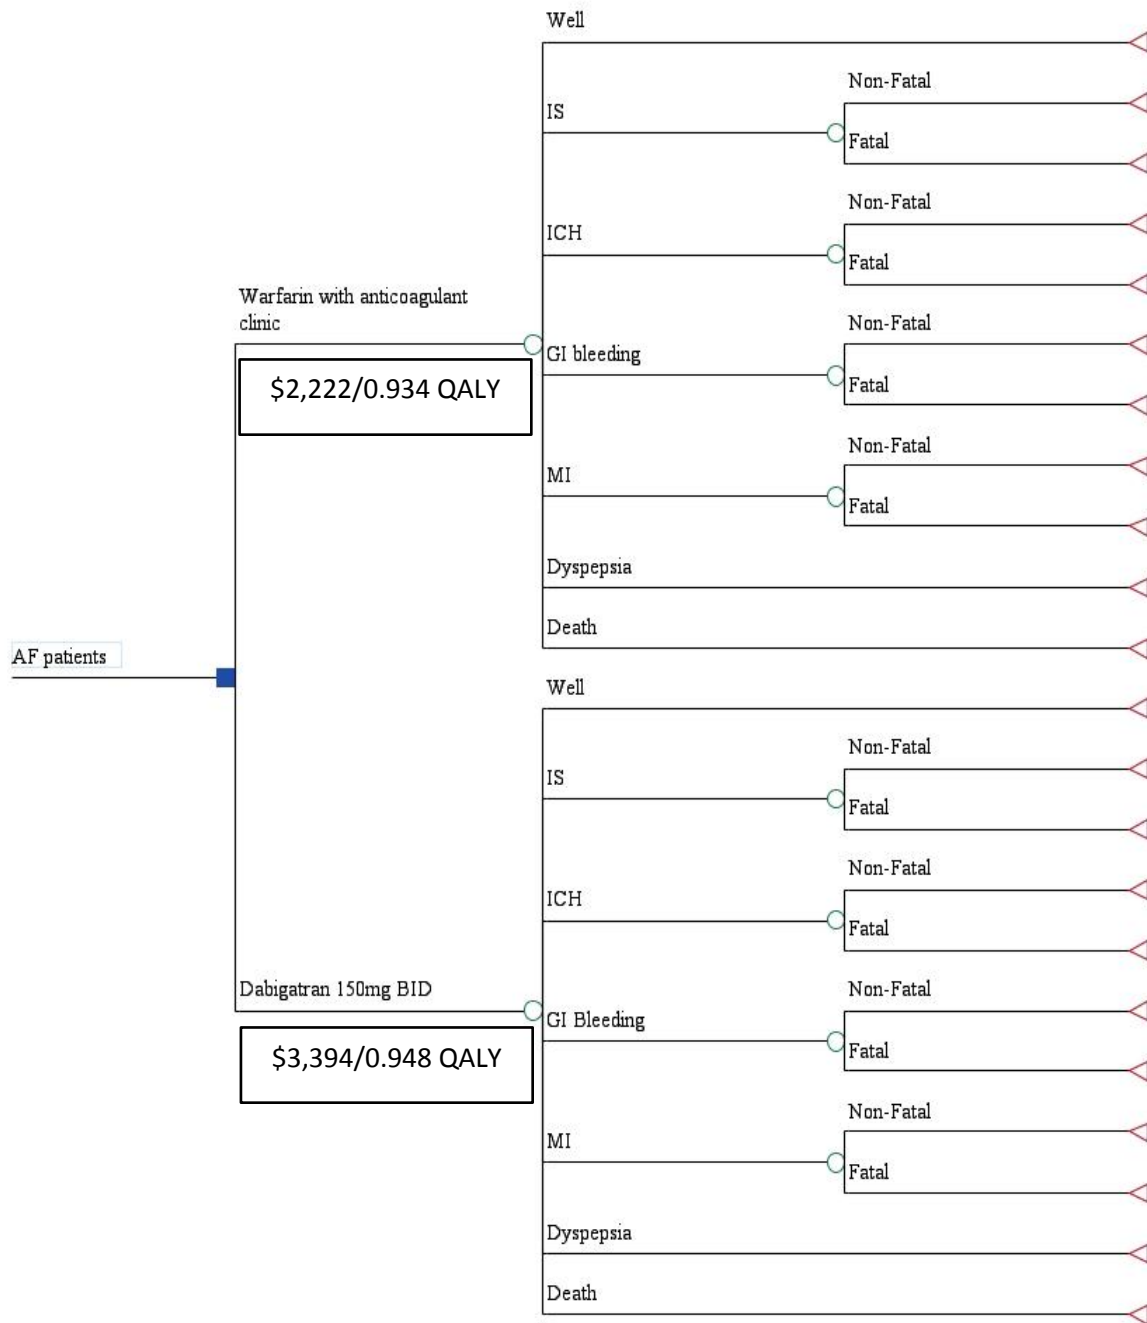 Well
Non-Fatal
IS
Fatal
Non-Fatal
ICH
Fatal
Warfarin with anticoagulant
clinic
Non-Fatal
GI bleeding
$2,222/0.934 QALY
Fatal
Non-Fatal
MI
Fatal
Dyspepsia
Death
AF patients
Well
Non-Fatal
IS
Fatal
Non-Fatal
ICH
Fatal
Dabigatran 150mg BID
Non-Fatal
GI Bleeding
$3,394/0.948 QALY
Fatal
Non-Fatal
MI
Fatal
Dyspepsia
Death